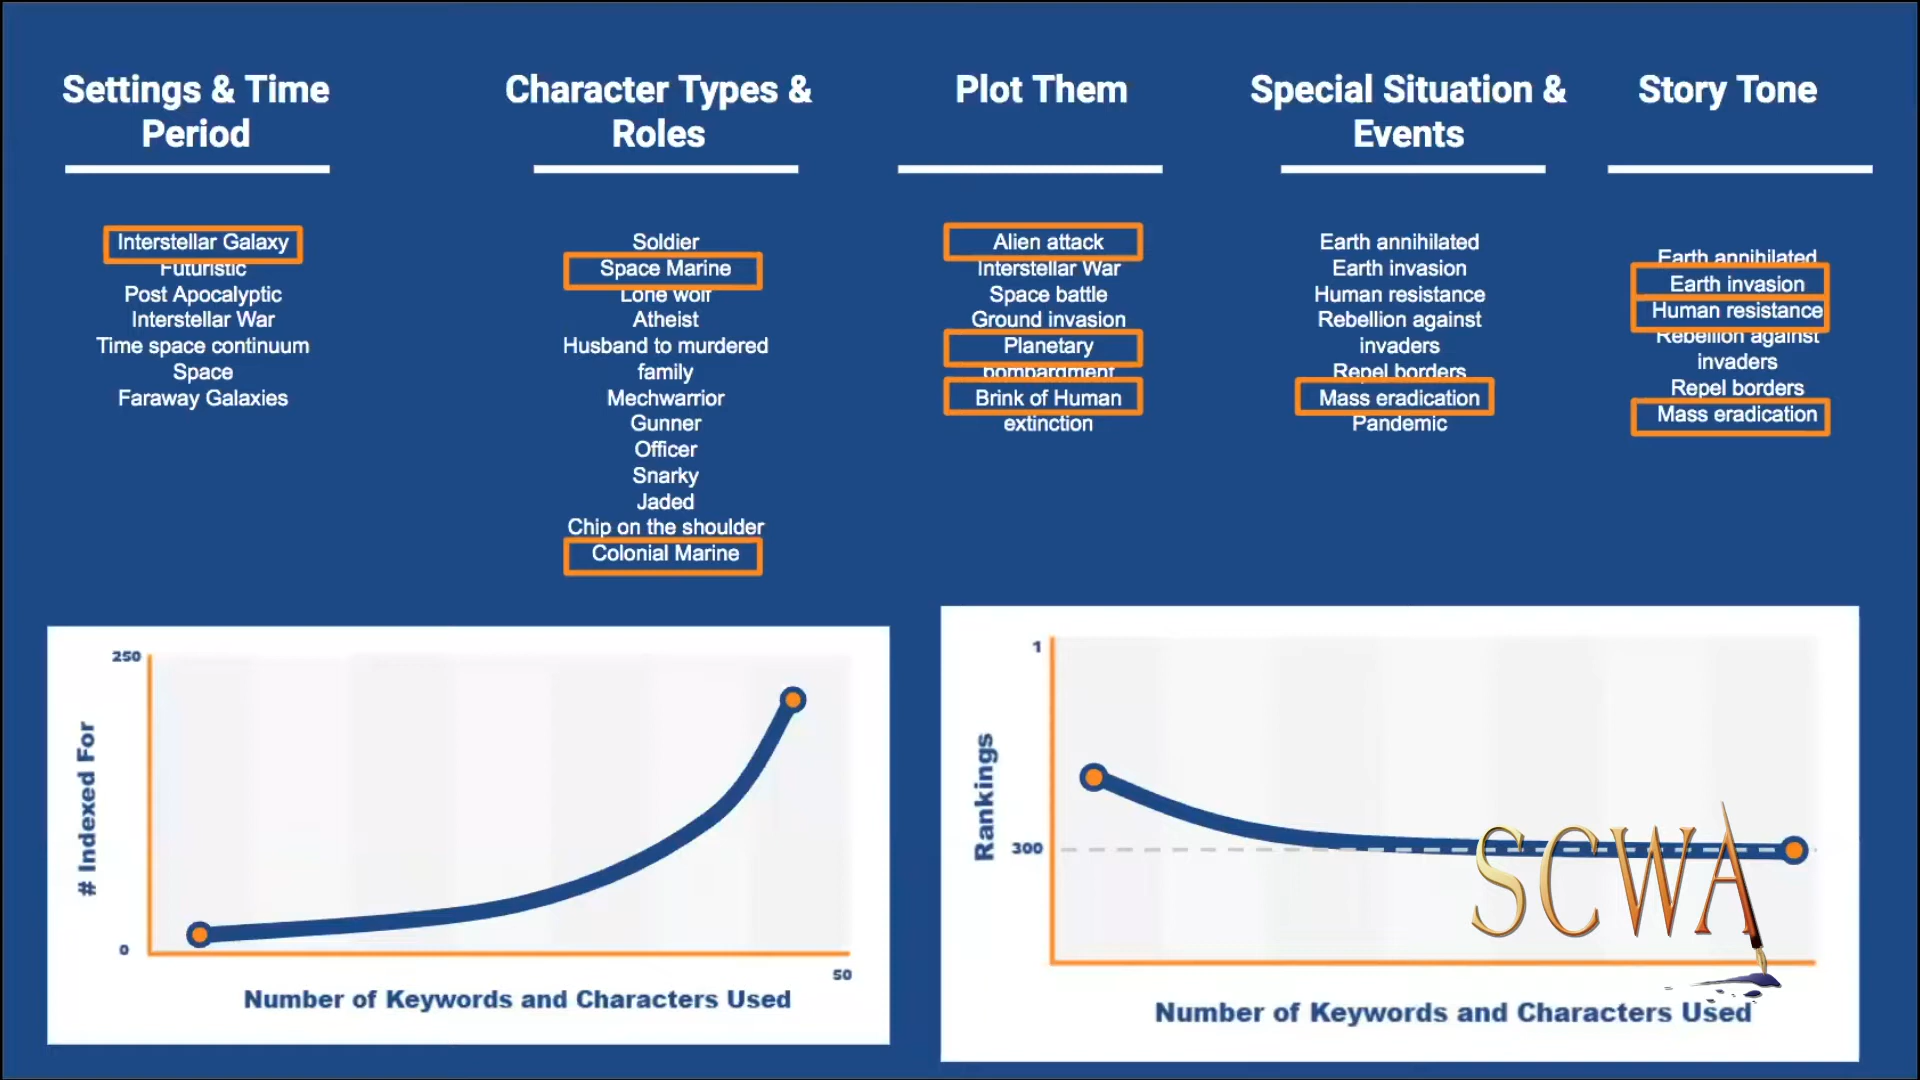 Settings & Time
Period
Interstellar Galaxy
Futuristic
Post Apocalyptic
Interstellar War
Time space continuum
Space
Faraway Galaxies
Character Types &
Roles
Soldier
Space Marine
Lone wolf
Atheist
Husband to murdered
family
Mechwarrior
Gunner
Officer
Snarky
Jaded
Chip on the shoulder
Colonial Marine
Plot Them
Alien attack
Interstellar War
Space battle
Ground invasion
Planetary
bombardment
Brink of Human
extinction
Special Situation &
Events
Earth annihilated
Earth invasion
Human resistance
Rebellion against
invaders
Repel borders
Mass eradication
Pandemic
Story Tone
Earth annihilated
Earth invasion
Human resistance
Rebellion against
invaders
Repel borders
Mass eradication
250
# Indexed For
0
50
Number of Keywords and Characters Used
1
Rankings
300
Number of Keywords and Characters Used
SCWA